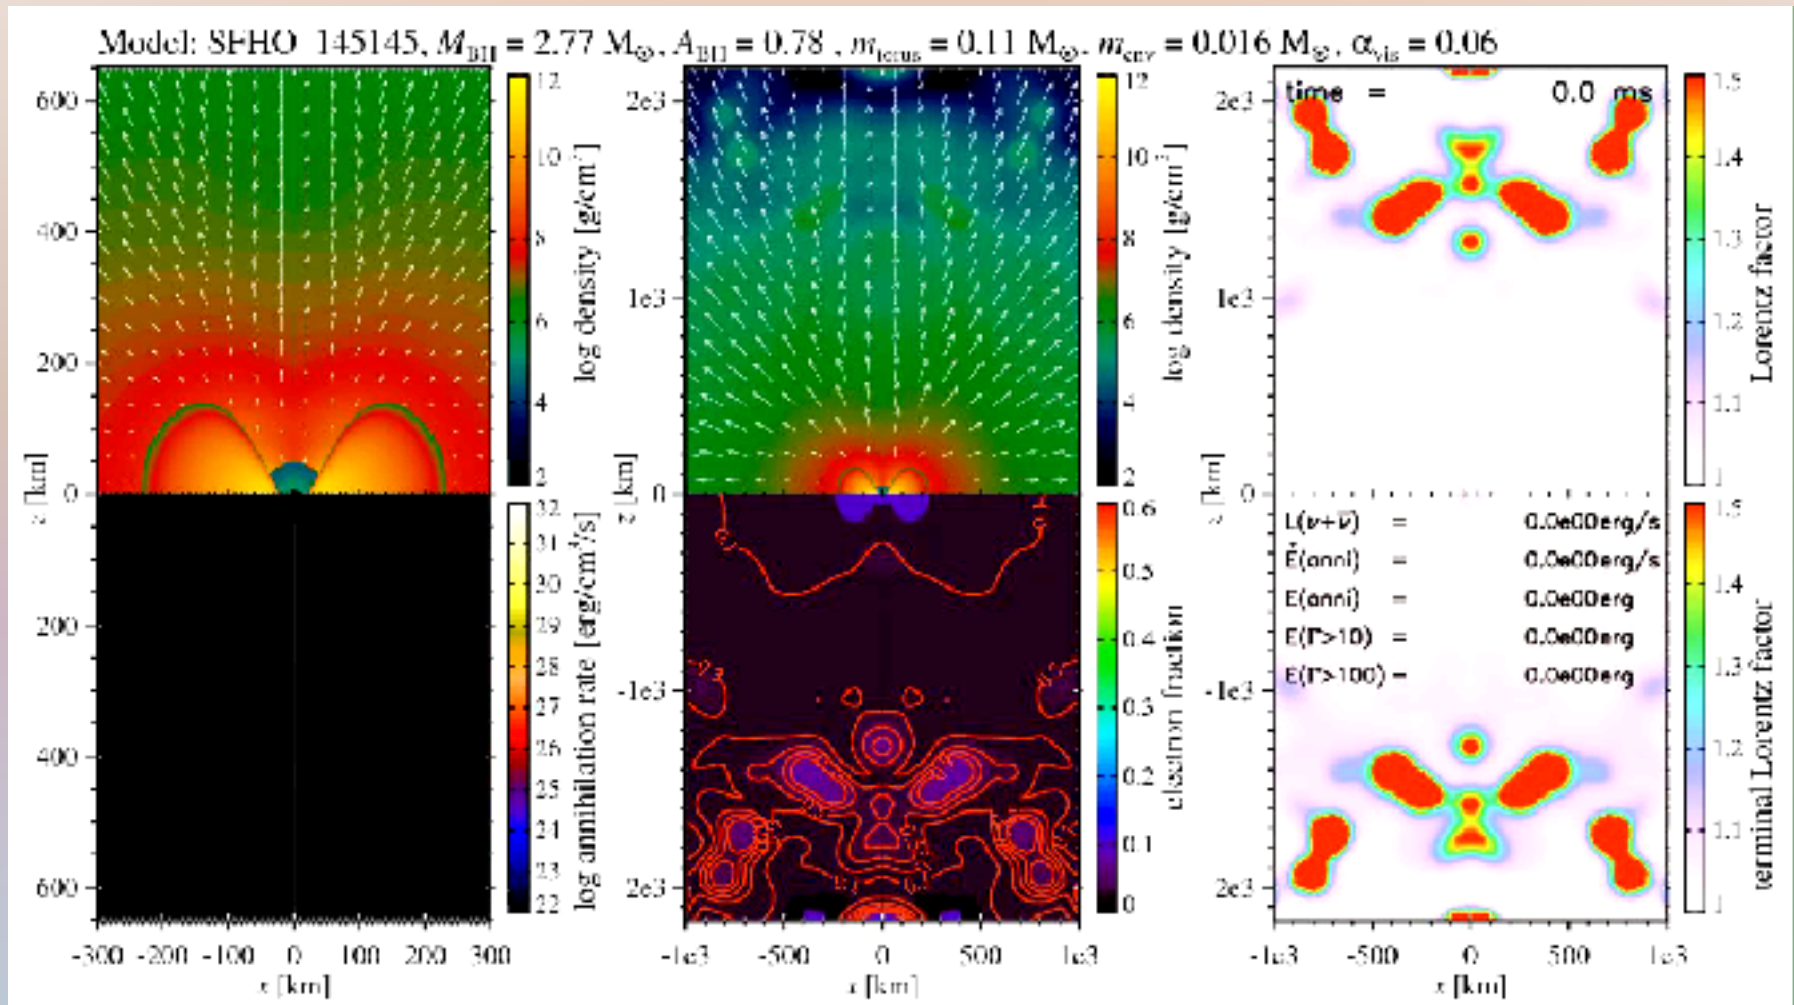 Model: SFHO_145145, M_BH = 2.77 M⊙, A_BH = 0.78 , m_torus = 0.11 M⊙, m_env = 0.016 M⊙, α_vis = 0.06
600
400
200
0
200
400
600
-300 -200 -100 0 100 200 300
x [km]
z [km]
12
10
8
6
4
2
log density [g/cm³]
32
31
30
29
28
27
26
25
24
23
22
log annihilation rate [erg/cm³/s]
2e3
1e3
0
-1e3
2e3
-1e3 -500 0 500 1e3
x [km]
z [km]
12
10
8
6
4
2
log density [g/cm³]
0.6
0.5
0.4
0.3
0.2
0.1
0
electron fraction
time = 0.0 ms
2e3
1e3
0
-1e3
2e3
L(ν+ν̄) = 0.0e00erg/s
Ė(anni) = 0.0e00erg/s
E(anni) = 0.0e00erg
E(Γ>10) = 0.0e00erg
E(Γ>100) = 0.0e00erg
-1e3 -500 0 500 1e3
x [km]
z [km]
1.5
1.4
1.3
1.2
1.1
1
Lorentz factor
1.5
1.4
1.3
1.2
1.1
1
terminal Lorentz factor